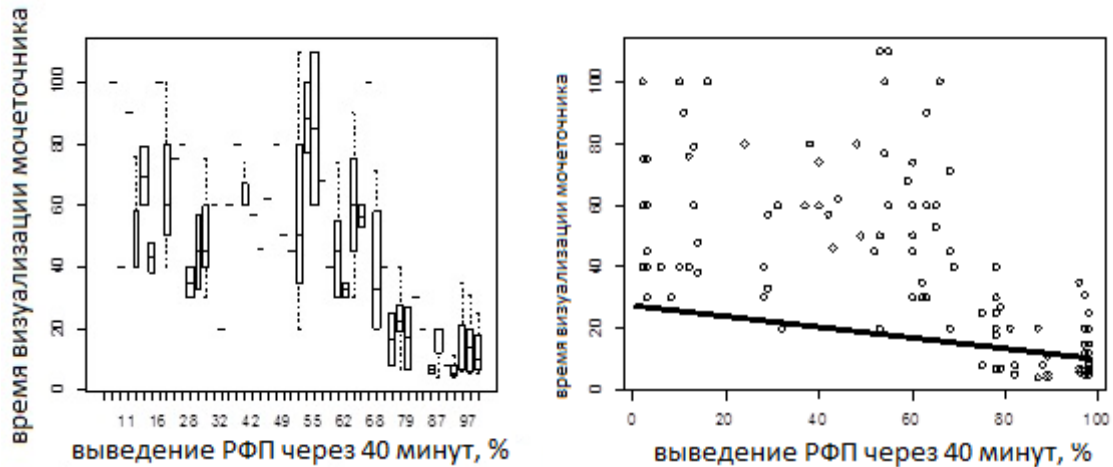 время визуализации мочеточника
0 20 40 60 80 100
11 16 28 32 42 49 55 62 68 79 87 97
выведение РФП через 40 минут, %
время визуализации мочеточника
0 20 40 60 80 100
0 20 40 60 80 100
выведение РФП через 40 минут, %